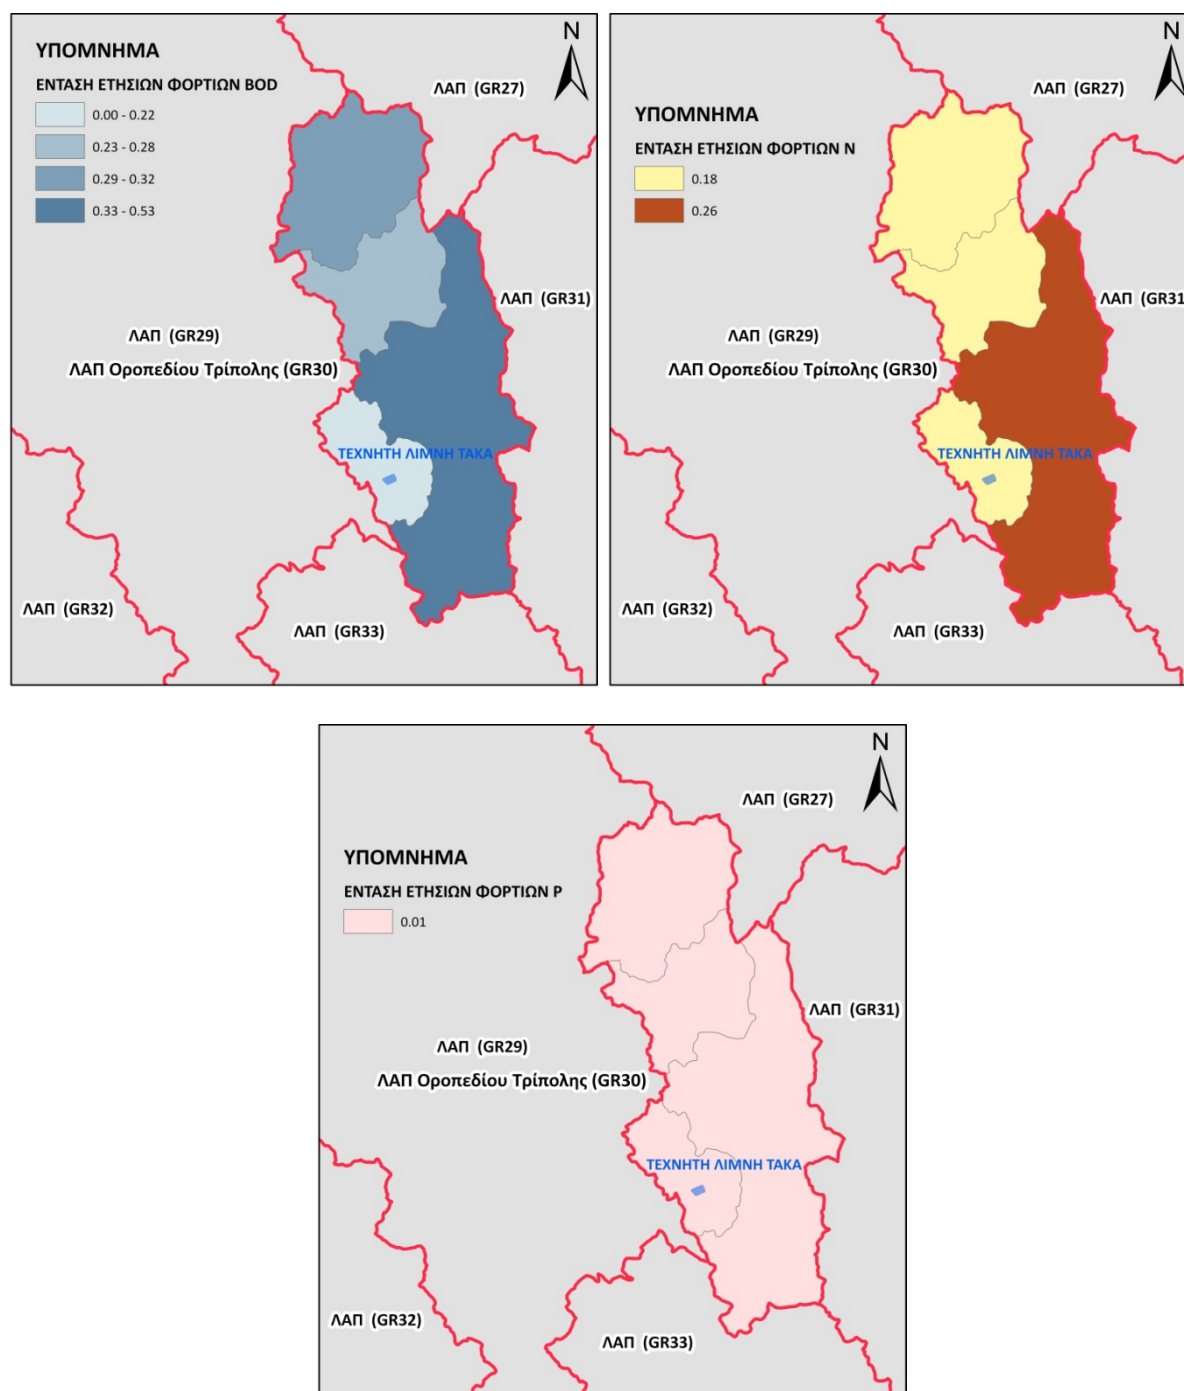 N
ΥΠΟΜΝΗΜΑ
ΕΝΤΑΣΗ ΕΤΗΣΙΩΝ ΦΟΡΤΙΩΝ BOD
0.00 - 0.22
0.23 - 0.28
0.29 - 0.32
0.33 - 0.53
ΛΑΠ (GR27)
ΛΑΠ (GR31)
ΛΑΠ (GR29)
ΛΑΠ Οροπεδίου Τρίπολης (GR30)
ΤΕΧΝΗΤΗ ΛΙΜΝΗ ΤΑΚΑ
ΛΑΠ (GR32)
ΛΑΠ (GR33)
N
ΛΑΠ (GR27)
ΥΠΟΜΝΗΜΑ
ΕΝΤΑΣΗ ΕΤΗΣΙΩΝ ΦΟΡΤΙΩΝ N
0.18
0.26
ΛΑΠ (GR31
ΛΑΠ (GR29)
ΛΑΠ Οροπεδίου Τρίπολης (GR30)
ΤΕΧΝΗΤΗ ΛΙΜΝΗ ΤΑΚΑ
ΛΑΠ (GR32)
ΛΑΠ (GR33)
N
ΛΑΠ (GR27)
ΥΠΟΜΝΗΜΑ
ΕΝΤΑΣΗ ΕΤΗΣΙΩΝ ΦΟΡΤΙΩΝ P
0.01
ΛΑΠ (GR31)
ΛΑΠ (GR29)
ΛΑΠ Οροπεδίου Τρίπολης (GR30)
ΤΕΧΝΗΤΗ ΛΙΜΝΗ ΤΑΚΑ
ΛΑΠ (GR32)
ΛΑΠ (GR33)